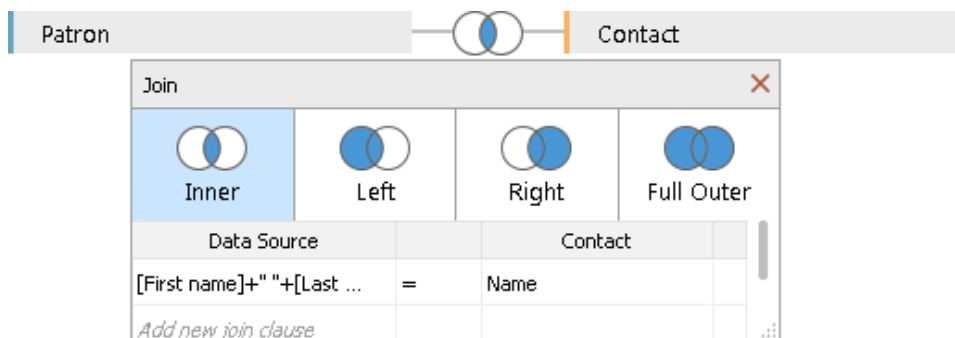 Patron Contact
Join
Inner Left Right Full Outer
Data Source Contact
[First name]+" "+[Last ... = Name
Add new join clause